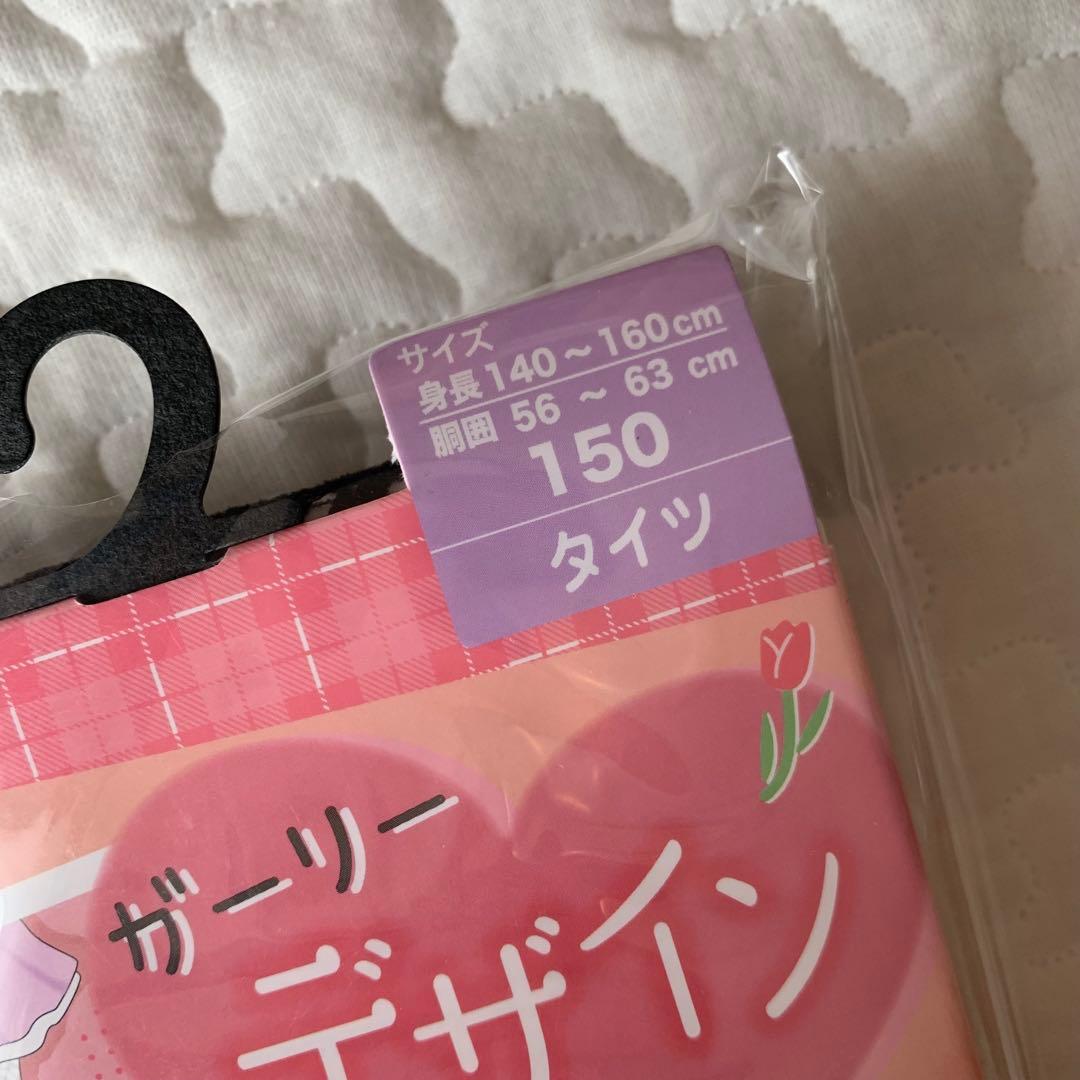 サイズ
身長140～160cm
胴囲 56 ～ 63 cm
150
タイツ
ガーリー
デザイン